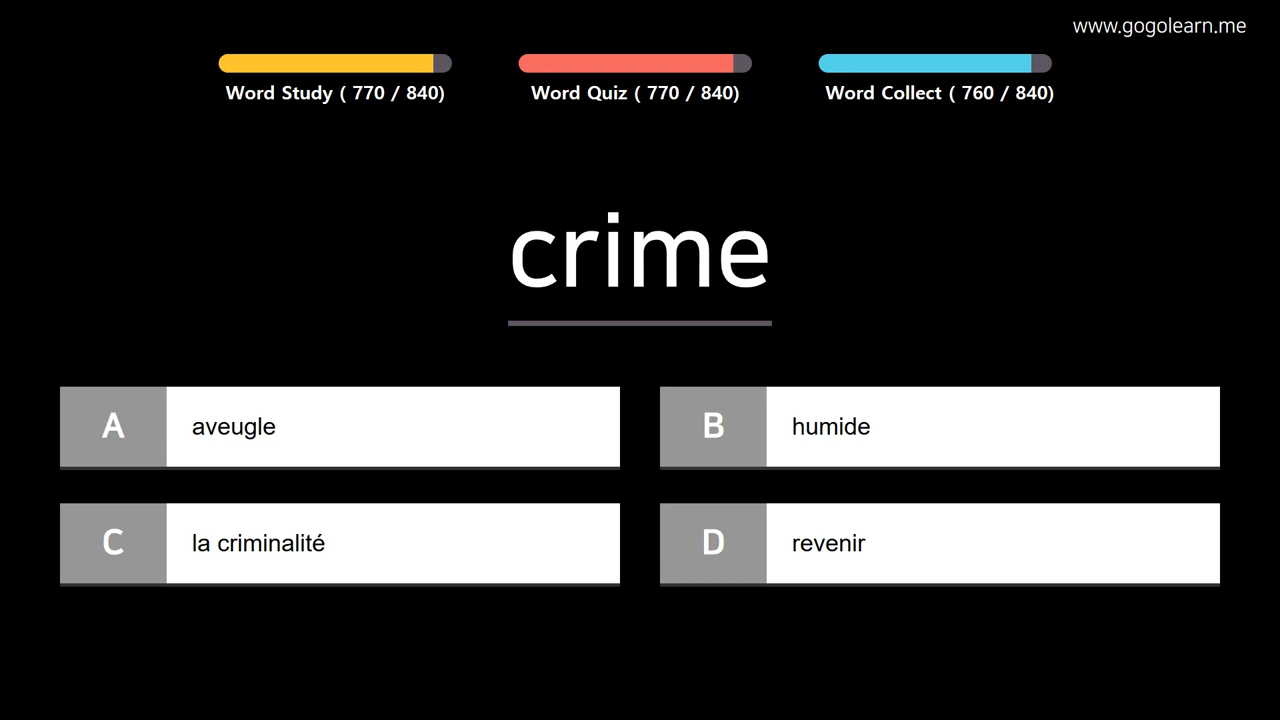 www.gogolearn.me
Word Study ( 770 / 840)
Word Quiz ( 770 / 840)
Word Collect ( 760 / 840)
crime
A aveugle
B humide
C la criminalité
D revenir